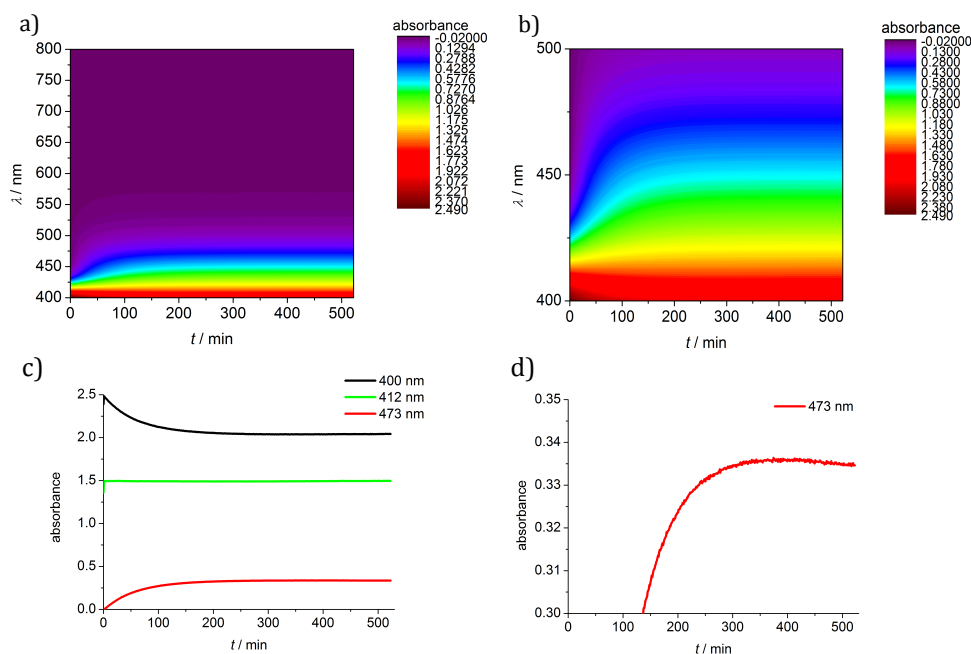 a)
absorbance
-0.02000
0.1294
0.2788
0.4282
0.5776
0.7270
0.8764
1.026
1.175
1.325
1.474
1.623
1.773
1.922
2.072
2.221
2.370
2.490
800
750
700
650
600
550
500
450
400
λ / nm
0 100 200 300 400 500
t / min
b)
absorbance
-0.02000
0.1300
0.2800
0.4300
0.5800
0.7300
0.8800
1.030
1.180
1.330
1.480
1.630
1.780
1.930
2.080
2.230
2.380
2.490
500
450
400
λ / nm
0 100 200 300 400 500
t / min
c)
400 nm
412 nm
473 nm
2.5
2.0
1.5
1.0
0.5
0.0
absorbance
0 100 200 300 400 500
t / min
d)
473 nm
0.35
0.34
0.33
0.32
0.31
0.30
absorbance
0 100 200 300 400 500
t / min